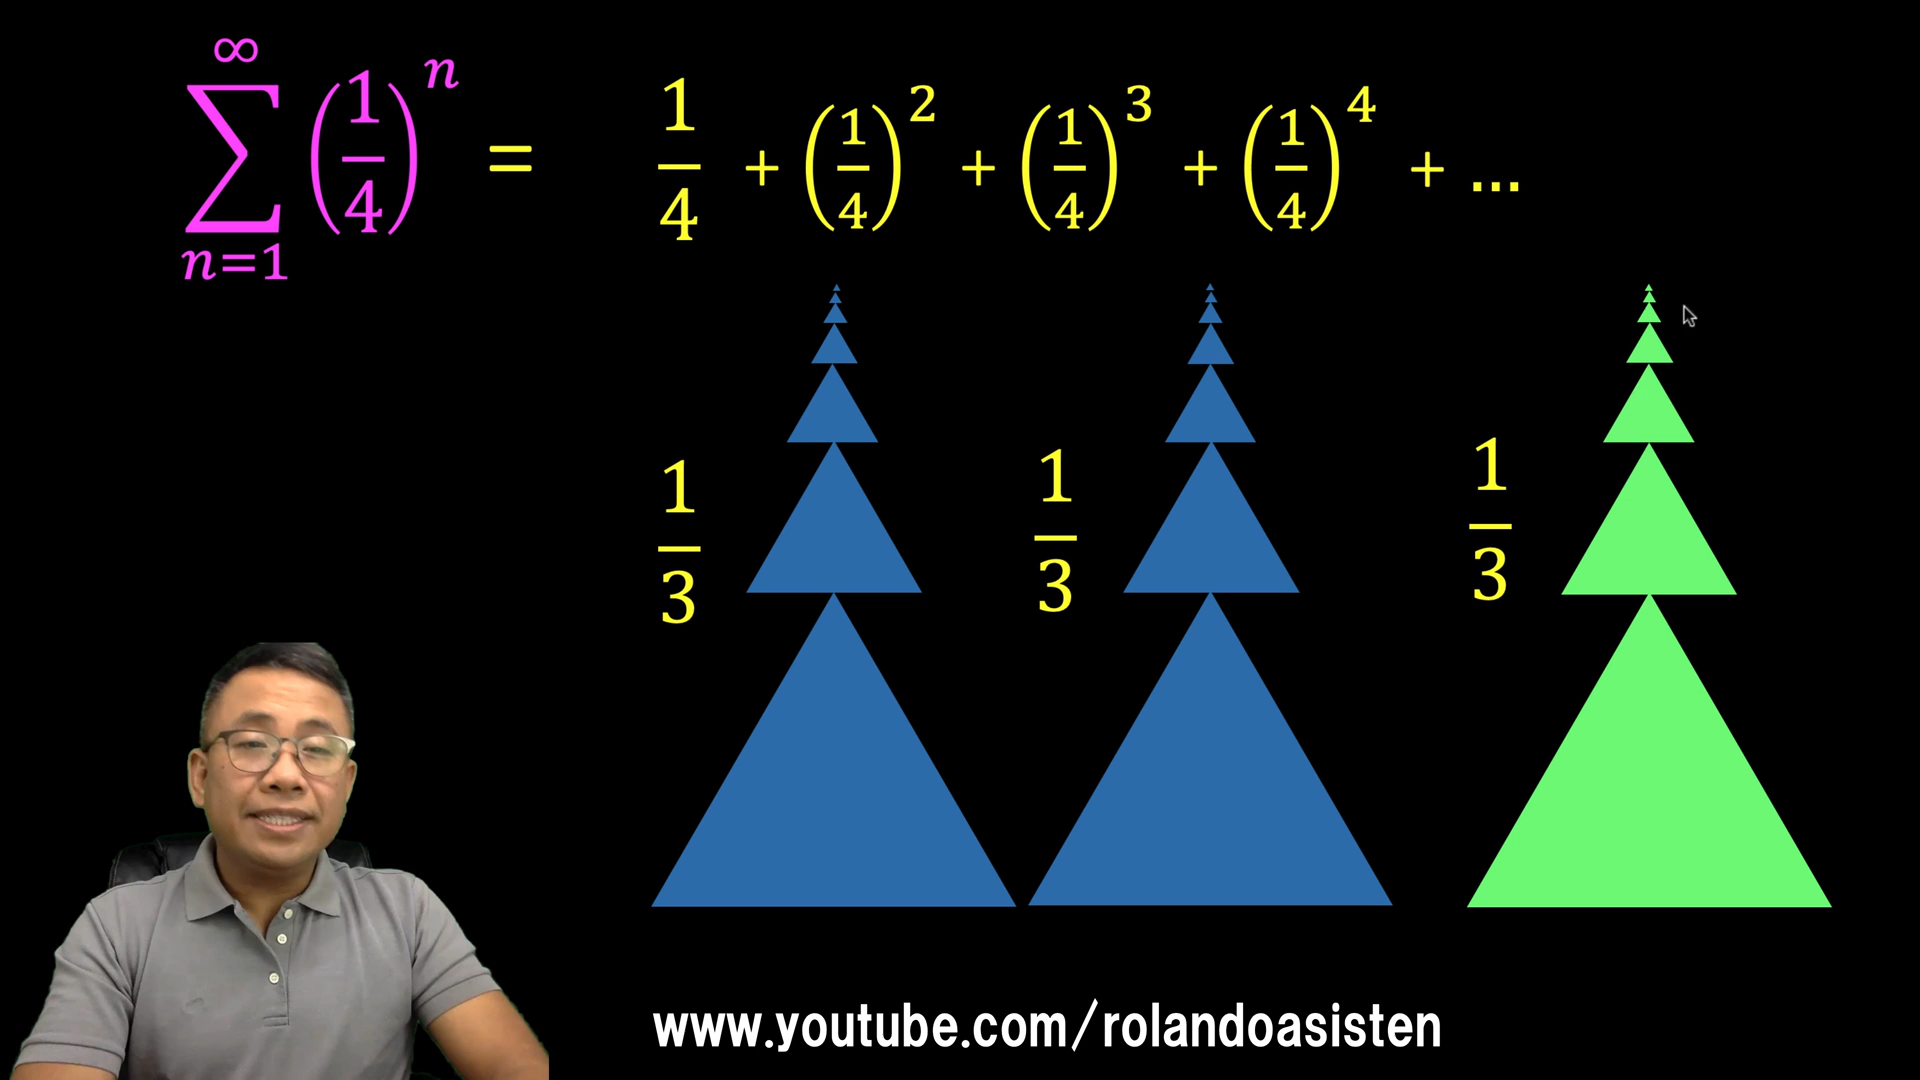 ∑_{n=1}^{∞} (1/4)^n = 1/4 + (1/4)^2 + (1/4)^3 + (1/4)^4 + ...
1/3 1/3 1/3
www.youtube.com/rolandoasisten